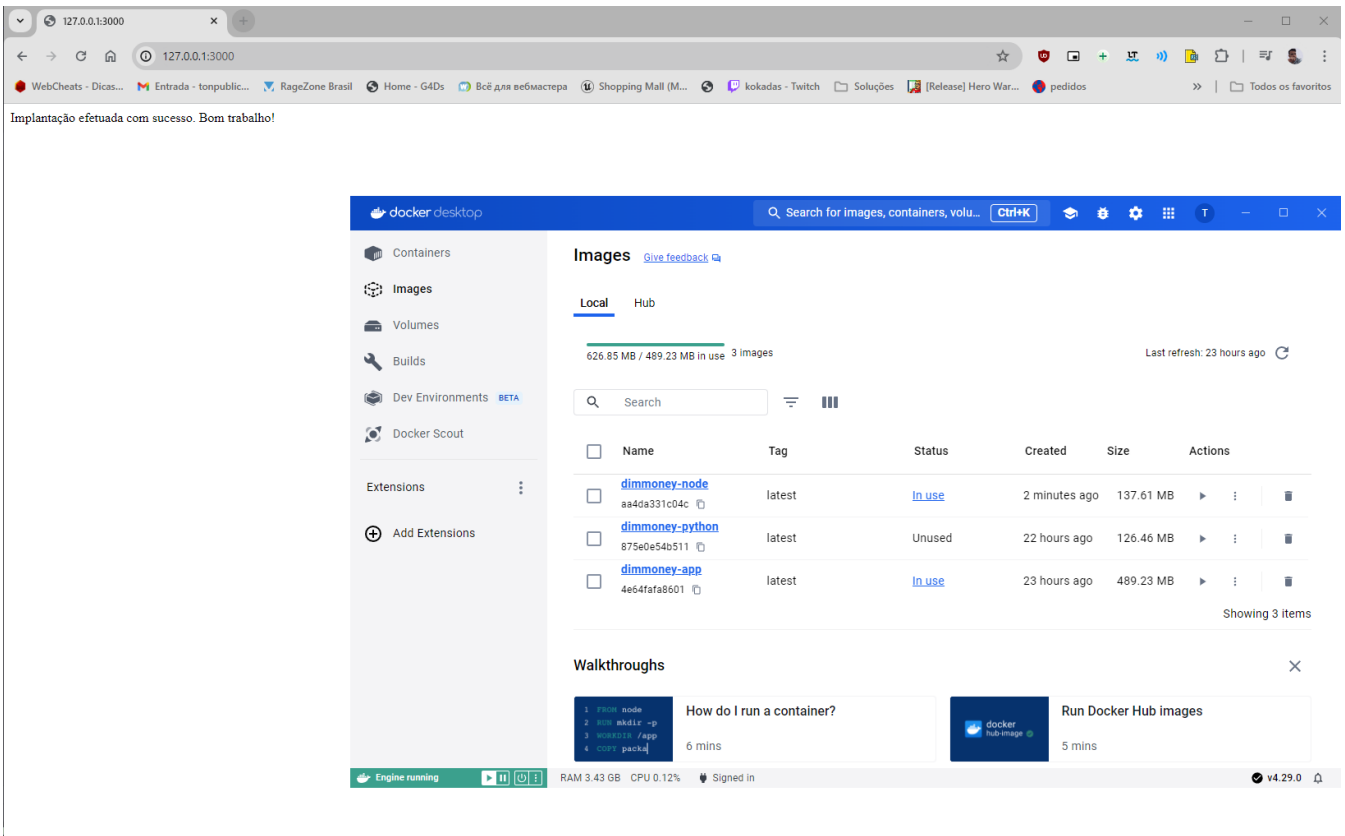 127.0.0.1:3000
127.0.0.1:3000
WebCheats - Dicas... Entrada - tonpublic... RageZone Brasil Home - G4Ds Всё для вебмастера Shopping Mall (M... kokadas - Twitch Soluções [Release] Hero War... pedidos » Todos os favoritos
Implantação efetuada com sucesso. Bom trabalho!
docker desktop Search for images, containers, volu... Ctrl+K T
Containers
Images
Volumes
Builds
Dev Environments BETA
Docker Scout
Extensions
Add Extensions
Images Give feedback
Local Hub
626.85 MB / 489.23 MB in use 3 images Last refresh: 23 hours ago
Search
Name Tag Status Created Size Actions
dimmoney-node
aa4da331c04c latest In use 2 minutes ago 137.61 MB
dimmoney-python
875e0e54b511 latest Unused 22 hours ago 126.46 MB
dimmoney-app
4e64fafa8601 latest In use 23 hours ago 489.23 MB
Showing 3 items
Walkthroughs
1 FROM node
2 RUN mkdir -p
3 WORKDIR /app
4 COPY packa
How do I run a container?
6 mins
docker
hub-image
Run Docker Hub images
5 mins
Engine running RAM 3.43 GB CPU 0.12% Signed in v4.29.0